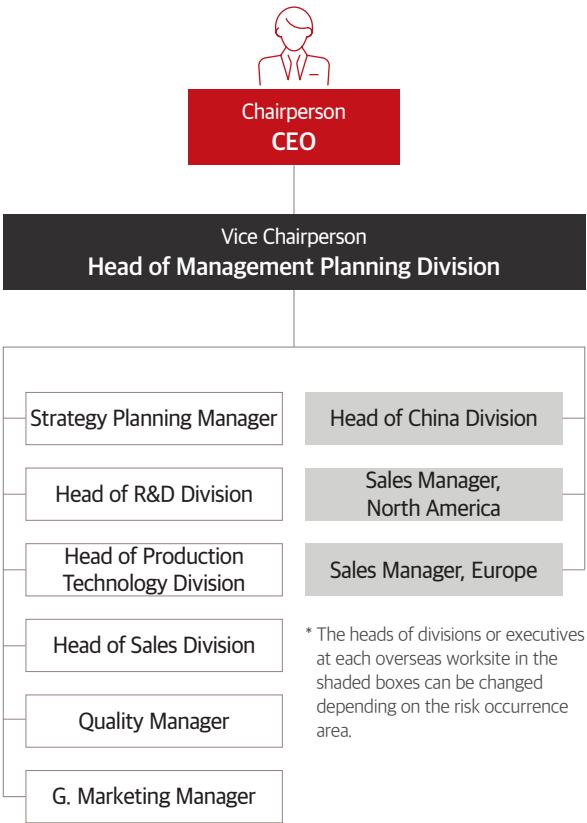 Chairperson
CEO
Vice Chairperson
Head of Management Planning Division
Strategy Planning Manager
Head of R&D Division
Head of Production
Technology Division
Head of Sales Division
Quality Manager
G. Marketing Manager
Head of China Division
Sales Manager,
North America
Sales Manager, Europe
* The heads of divisions or executives
at each overseas worksite in the
shaded boxes can be changed
depending on the risk occurrence
area.